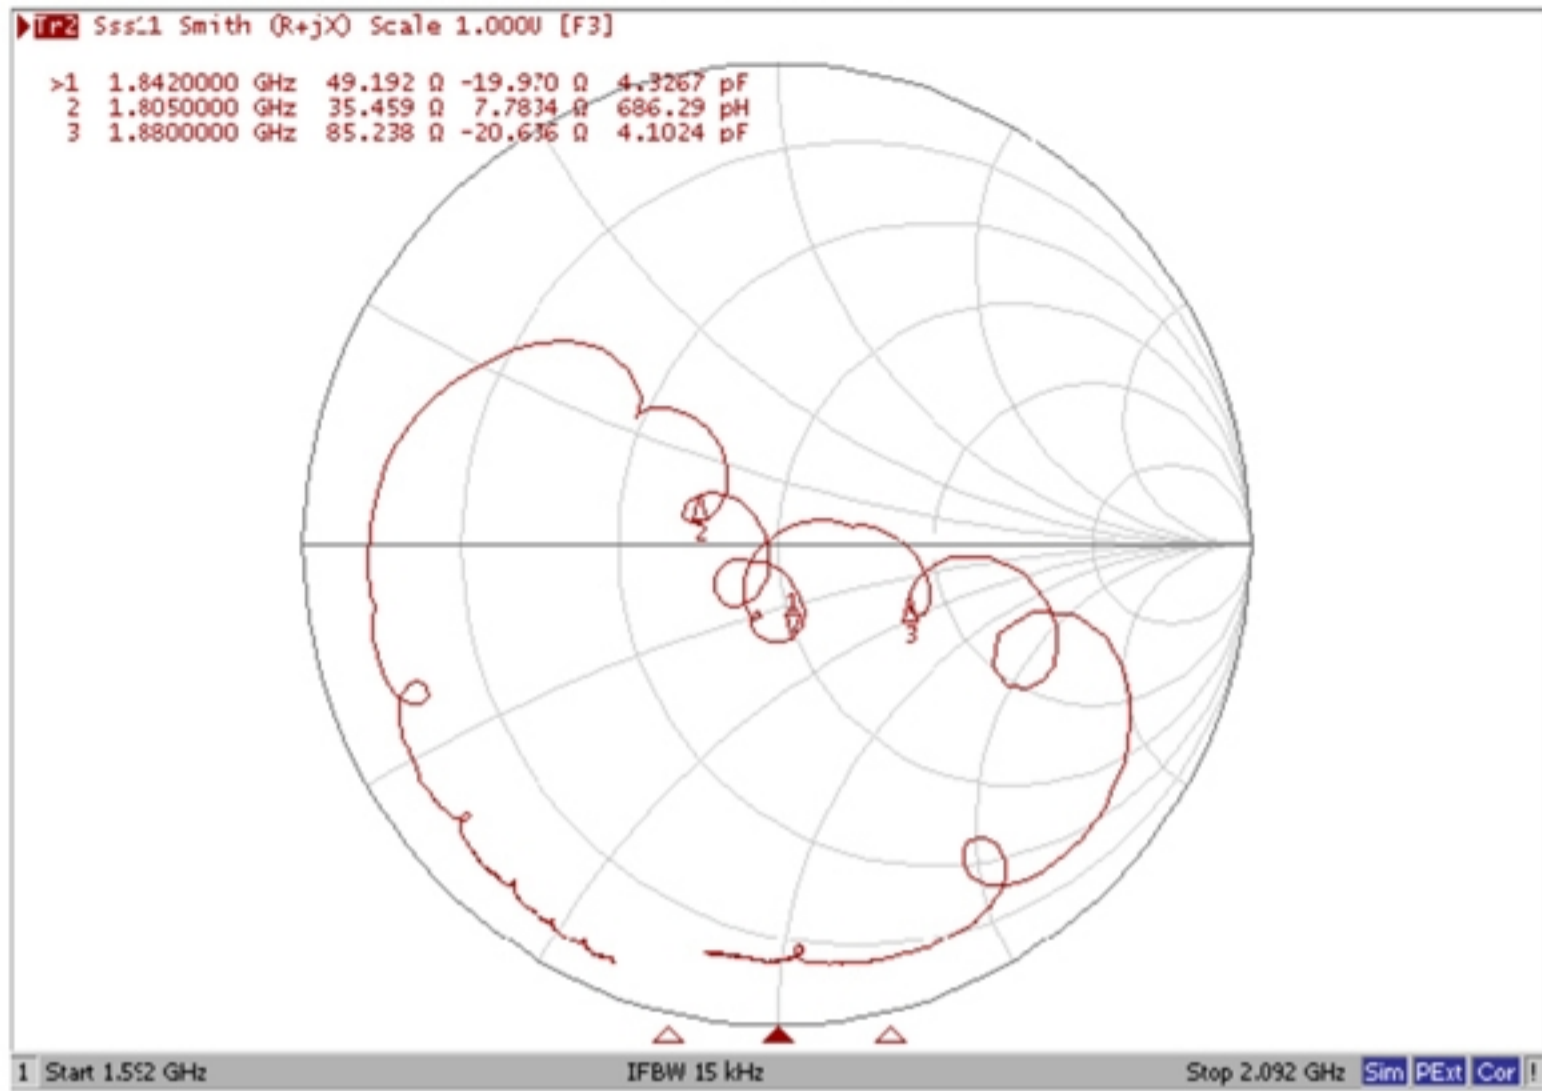 Tr2 Sss11 Smith (R+jX) Scale 1.000U [F3]
>1 1.8420000 GHz 49.192 Ω -19.970 Ω 4.3267 pF
2 1.8050000 GHz 35.459 Ω 7.7834 Ω 686.29 pH
3 1.8800000 GHz 85.238 Ω -20.636 Ω 4.1024 pF
2
1
3
1 Start 1.592 GHz IFBW 15 kHz Stop 2.092 GHz Sim PExt Cor !